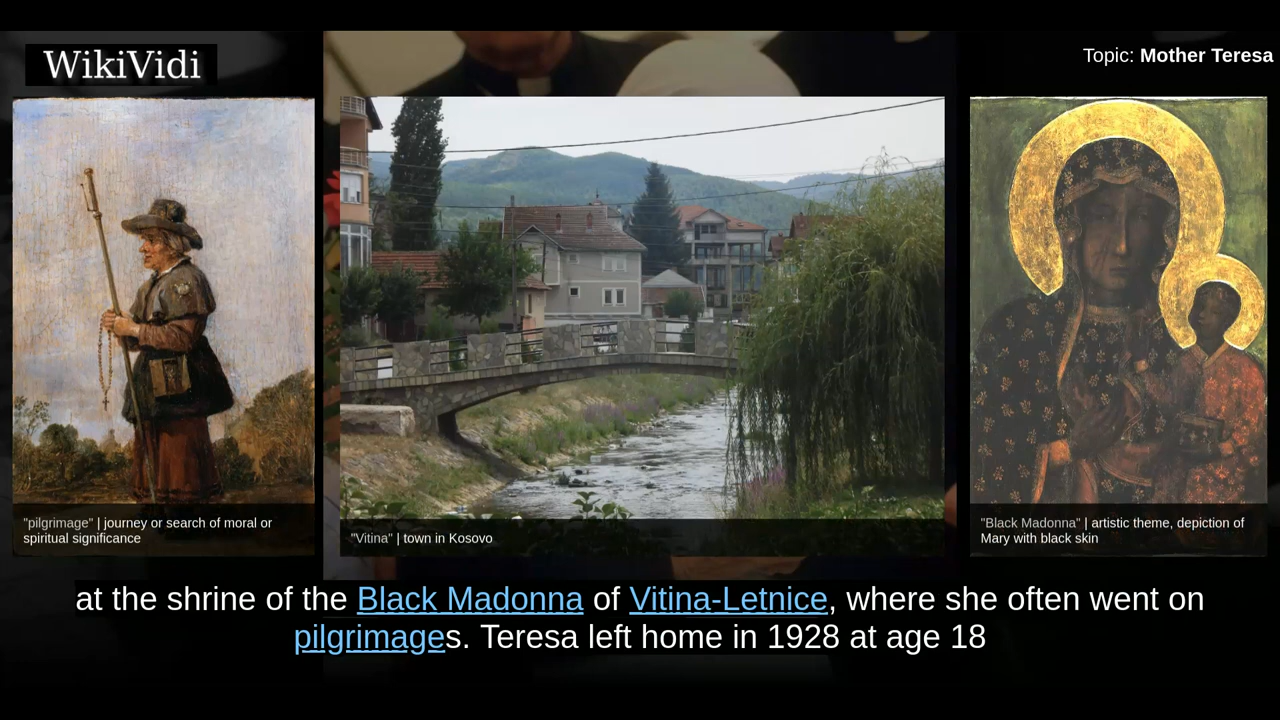 WikiVidi
Topic: Mother Teresa
"pilgrimage" | journey or search of moral or
spiritual significance
"Vitina" | town in Kosovo
"Black Madonna" | artistic theme, depiction of
Mary with black skin
at the shrine of the Black Madonna of Vitina-Letnice, where she often went on
pilgrimages. Teresa left home in 1928 at age 18